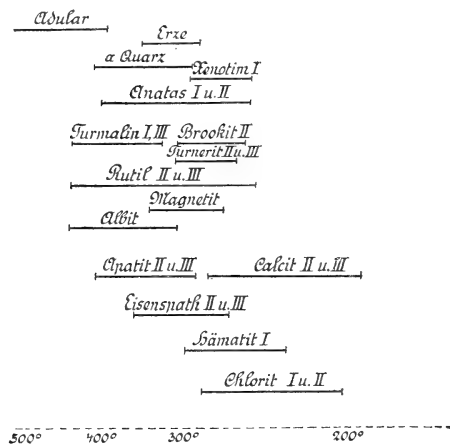 Adular
Erze
α Quarz
Xenotim I
Anatas I u. II
Turmalin I, III
Brookit II
Turnerit II u. III
Rutil II u. III
Magnetit
Albit
Apatit II u. III
Calcit II u. III
Eisenspath II u. III
Hämatit I
Chlorit I u. II
500° 400° 300° 200°